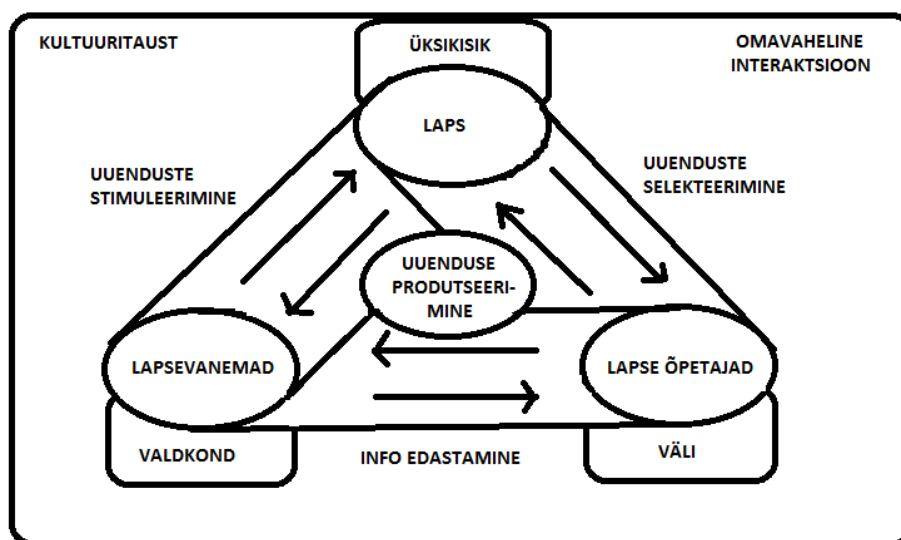 KULTUURITAUST
ÜKSIKISIK
OMAVAHELINE
INTERAKTSIOON
LAPS
UUENDUSTE
STIMULEERIMINE
UUENDUSTE
SELEKTEERIMINE
UUENDUSE
PRODUTSEERI-
MINE
LAPSEVANEMAD
LAPSE ÕPETAJAD
VALDKOND
INFO EDASTAMINE
VÄLI